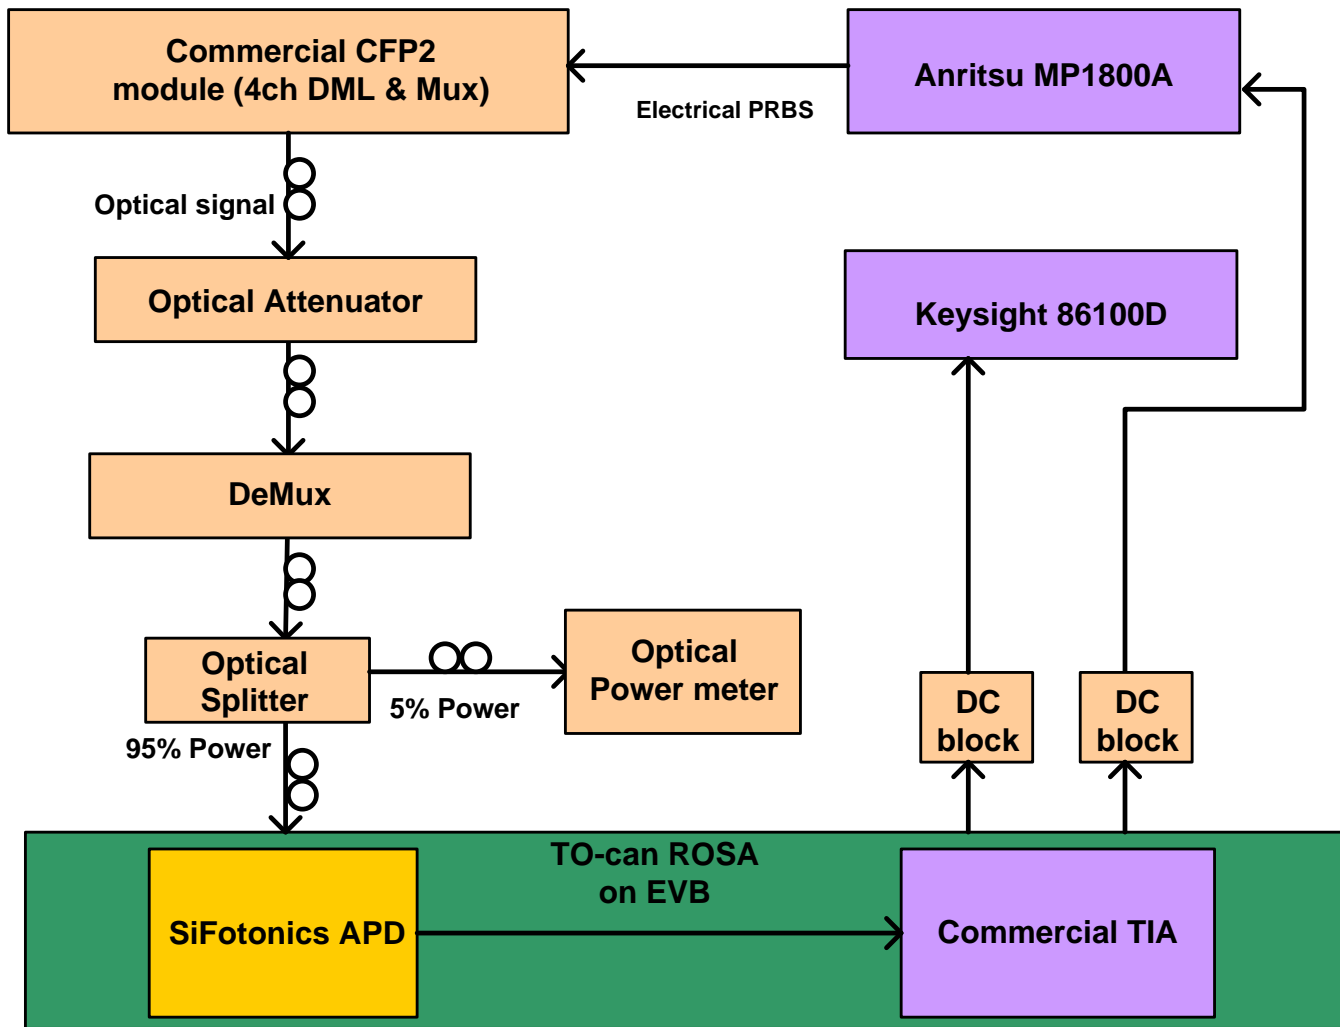 Commercial CFP2
module (4ch DML & Mux)
Electrical PRBS
Anritsu MP1800A
Optical signal
Optical Attenuator
Keysight 86100D
DeMux
Optical
Splitter
5% Power
Optical
Power meter
95% Power
DC
block
DC
block
TO-can ROSA
on EVB
SiFotonics APD
Commercial TIA